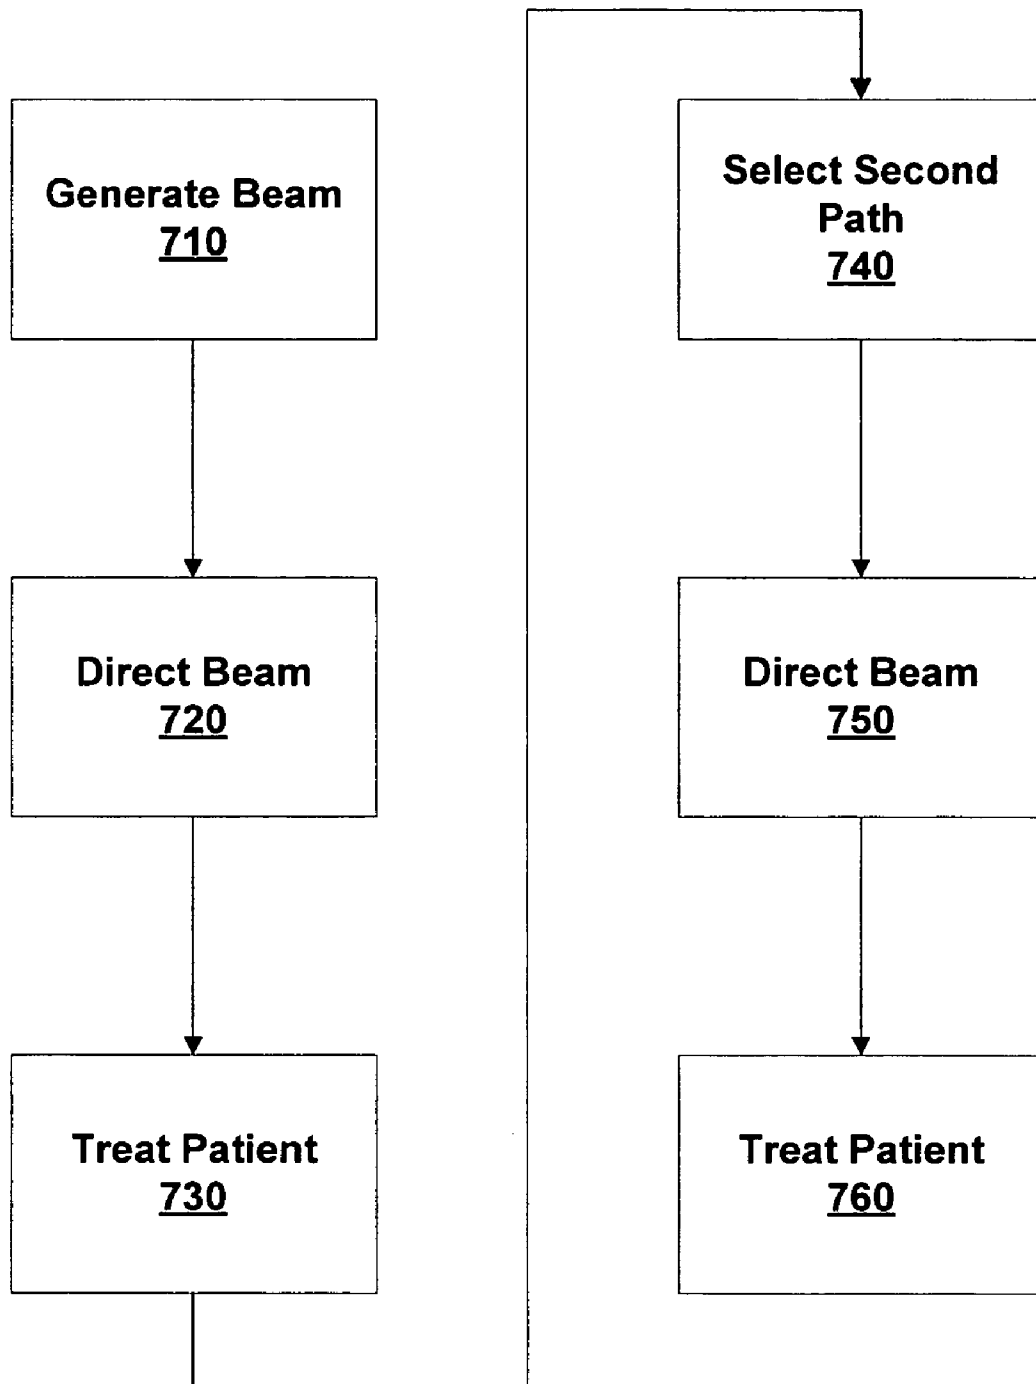 Generate Beam
710
Direct Beam
720
Treat Patient
730
Select Second
Path
740
Direct Beam
750
Treat Patient
760